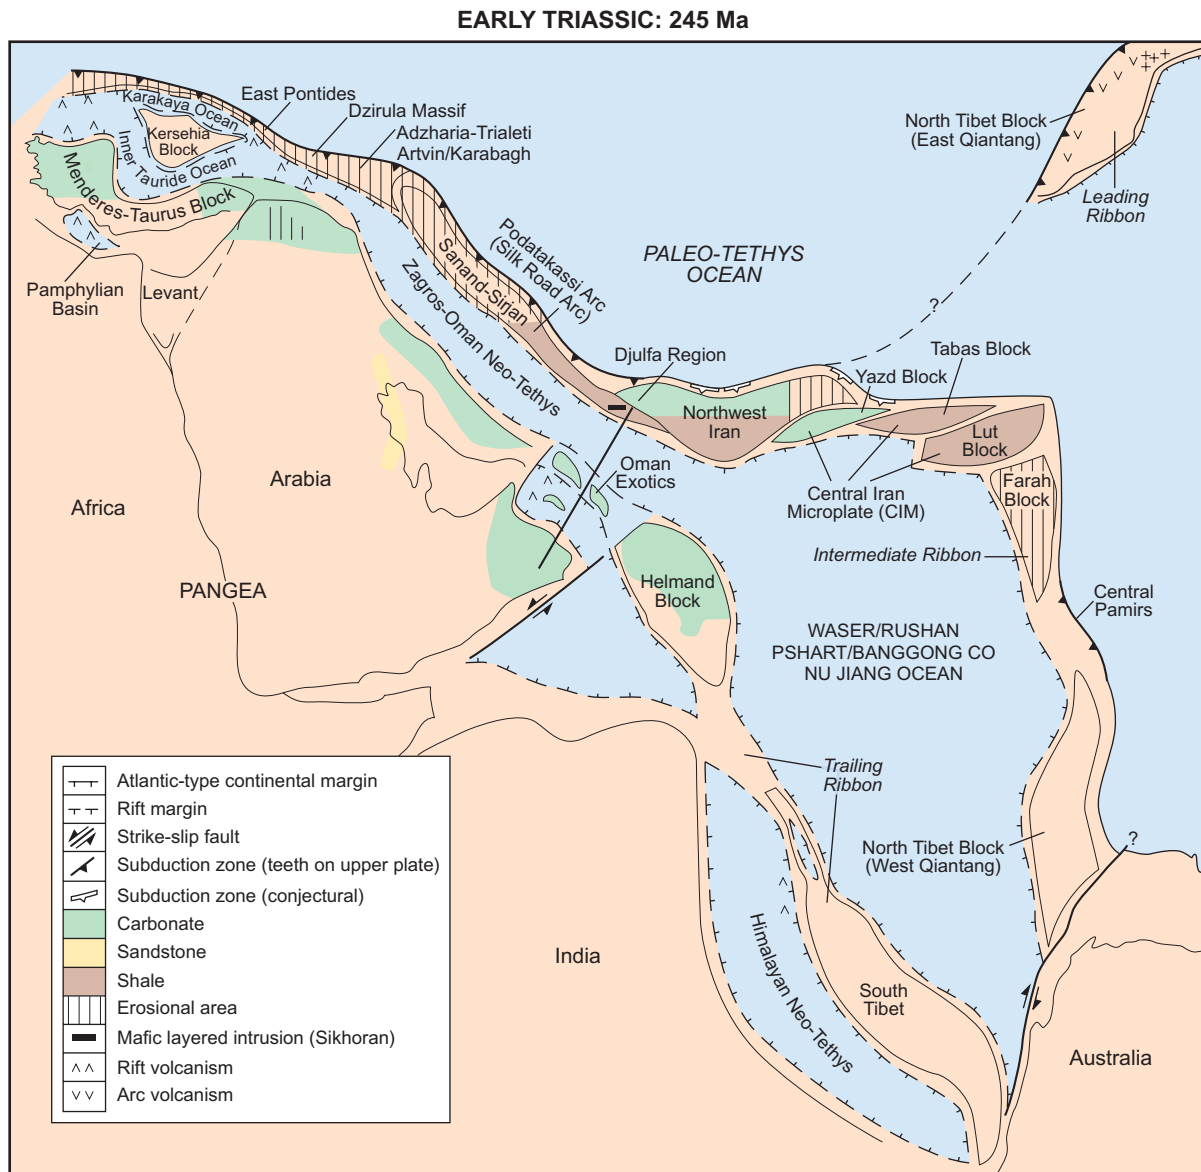 EARLY TRIASSIC: 245 Ma
Karakaya Ocean
East Pontides
Dzirula Massif
Adzharia-Trialeti
Artvin/Karabagh
Kersehia
Block
Inner Tauride Ocean
Menderes-Taurus Block
Pamphylian
Basin
Levant
North Tibet Block
(East Qiantang)
Leading
Ribbon
PALEO-TETHYS
OCEAN
?
Podatakassi Arc
(Silk Road Arc)
Sanand-Sirjan
Zagros-Oman Neo-Tethys
Djulfa Region
Tabas Block
Yazd Block
Northwest
Iran
Lut
Block
Farah
Block
Central Iran
Microplate (CIM)
Intermediate Ribbon
Oman
Exotics
Arabia
Africa
PANGEA
Helmand
Block
Central
Pamirs
WASER/RUSHAN
PSHART/BANGGONG CO
NU JIANG OCEAN
Trailing
Ribbon
North Tibet Block
(West Qiantang)
?
Himalayan Neo-Tethys
South
Tibet
India
Australia
Atlantic-type continental margin
Rift margin
Strike-slip fault
Subduction zone (teeth on upper plate)
Subduction zone (conjectural)
Carbonate
Sandstone
Shale
Erosional area
Mafic layered intrusion (Sikhoran)
Rift volcanism
Arc volcanism